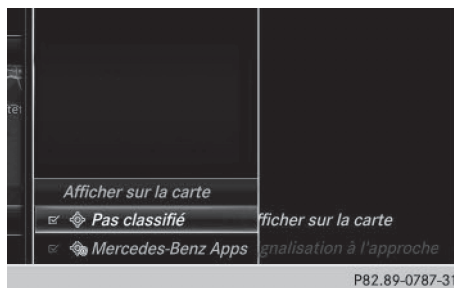 Afficher sur la carte
Pas classifié fficher sur la carte
Mercedes-Benz Apps gnalisation à l'approche
P82.89-0787-31